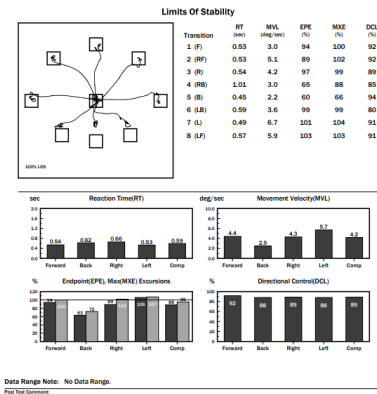 Limits Of Stability
RT MVL EPE MXE DCL
Transition (sec) (deg/sec) (%) (%) (%)
1 (F) 0.53 3.0 94 100 92
2 (RF) 0.53 5.1 89 102 92
3 (R) 0.54 4.2 97 99 89
4 (RB) 1.01 3.0 65 88 85
5 (B) 0.45 2.2 60 66 94
6 (LB) 0.59 3.6 99 99 80
7 (L) 0.49 6.7 101 104 91
8 (LF) 0.57 5.9 103 103 91
100% LOS
sec Reaction Time(RT)
2.0
1.6
1.2
0.8
0.4
0.0
0.54 0.62 0.66 0.53 0.59
Forward Back Right Left Comp
deg/sec Movement Velocity(MVL)
10.0
8.0
6.0
4.0
2.0
0.0
4.4 2.5 4.3 5.7 4.2
Forward Back Right Left Comp
% Endpoint(EPE), Max(MXE) Excursions
120
100
80
60
40
20
0
94 63 72 89 88
Forward Back Right Left Comp
% Directional Control(DCL)
100
80
60
40
20
0
92 88 89 88 89
Forward Back Right Left Comp
Data Range Note: No Data Range.
Post Test Comment: